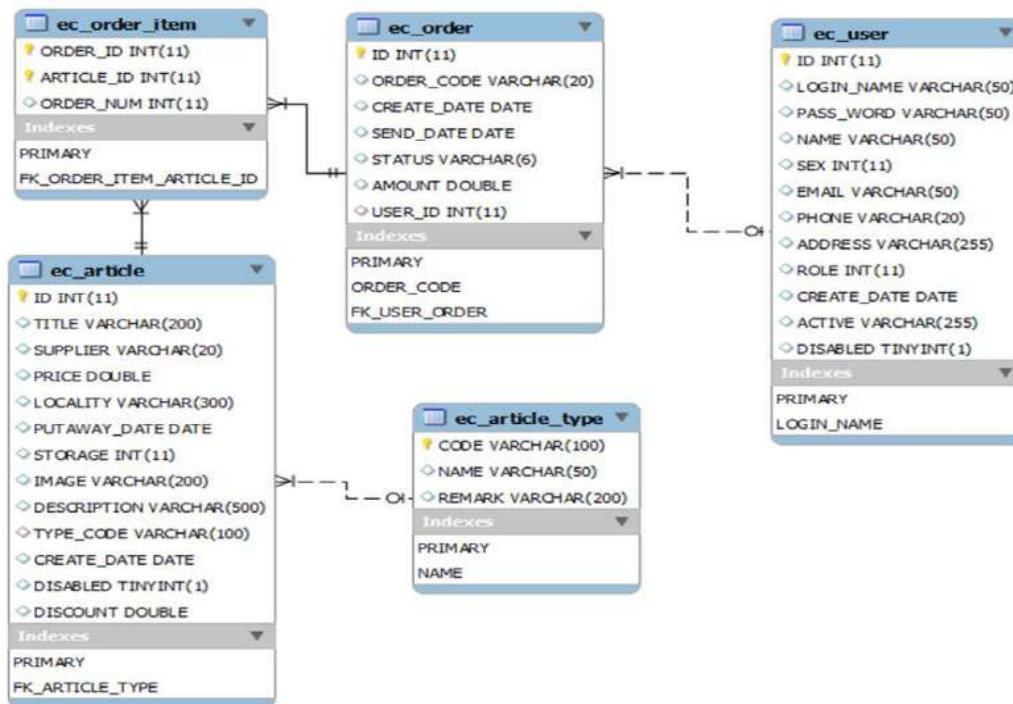 ec_order_item
ORDER_ID INT(11)
ARTICLE_ID INT(11)
ORDER_NUM INT(11)
Indexes
PRIMARY
FK_ORDER_ITEM_ARTICLE_ID
ec_order
ID INT(11)
ORDER_CODE VARCHAR(20)
CREATE_DATE DATE
SEND_DATE DATE
STATUS VARCHAR(6)
AMOUNT DOUBLE
USER_ID INT(11)
Indexes
PRIMARY
ORDER_CODE
FK_USER_ORDER
ec_user
ID INT(11)
LOGIN_NAME VARCHAR(50)
PASS_WORD VARCHAR(50)
NAME VARCHAR(50)
SEX INT(11)
EMAIL VARCHAR(50)
PHONE VARCHAR(20)
ADDRESS VARCHAR(255)
ROLE INT(11)
CREATE_DATE DATE
ACTIVE VARCHAR(255)
DISABLED TINYINT(1)
Indexes
PRIMARY
LOGIN_NAME
ec_article
ID INT(11)
TITLE VARCHAR(200)
SUPPLIER VARCHAR(20)
PRICE DOUBLE
LOCALITY VARCHAR(300)
PUTAWAY_DATE DATE
STORAGE INT(11)
IMAGE VARCHAR(200)
DESCRIPTION VARCHAR(500)
TYPE_CODE VARCHAR(100)
CREATE_DATE DATE
DISABLED TINYINT(1)
DISCOUNT DOUBLE
Indexes
PRIMARY
FK_ARTICLE_TYPE
ec_article_type
CODE VARCHAR(100)
NAME VARCHAR(50)
REMARK VARCHAR(200)
Indexes
PRIMARY
NAME